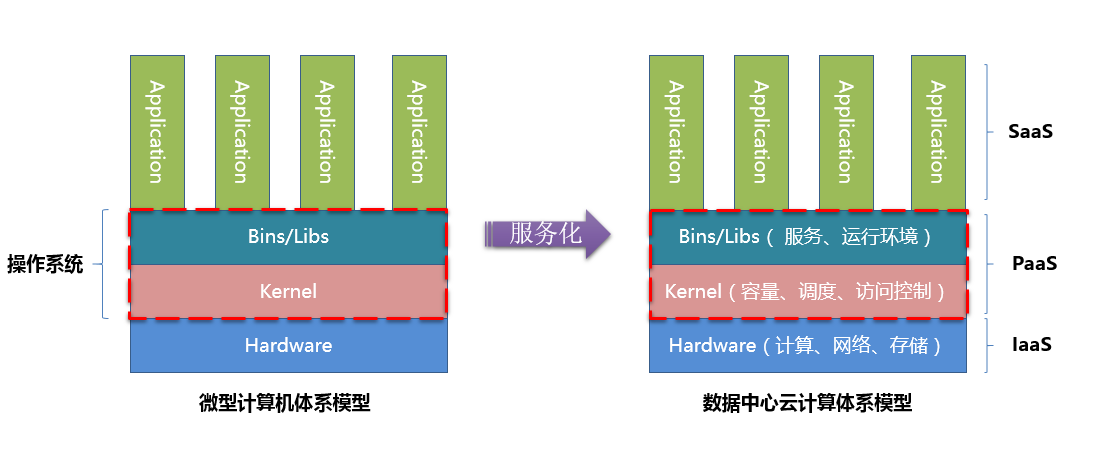 Application
Application
Application
Application
操作系统
Bins/Libs
Kernel
Hardware
微型计算机体系模型
服务化
Application
Application
Application
Application
Bins/Libs（ 服务、运行环境）
Kernel（容量、调度、访问控制）
Hardware（计算、网络、存储）
SaaS
PaaS
IaaS
数据中心云计算体系模型